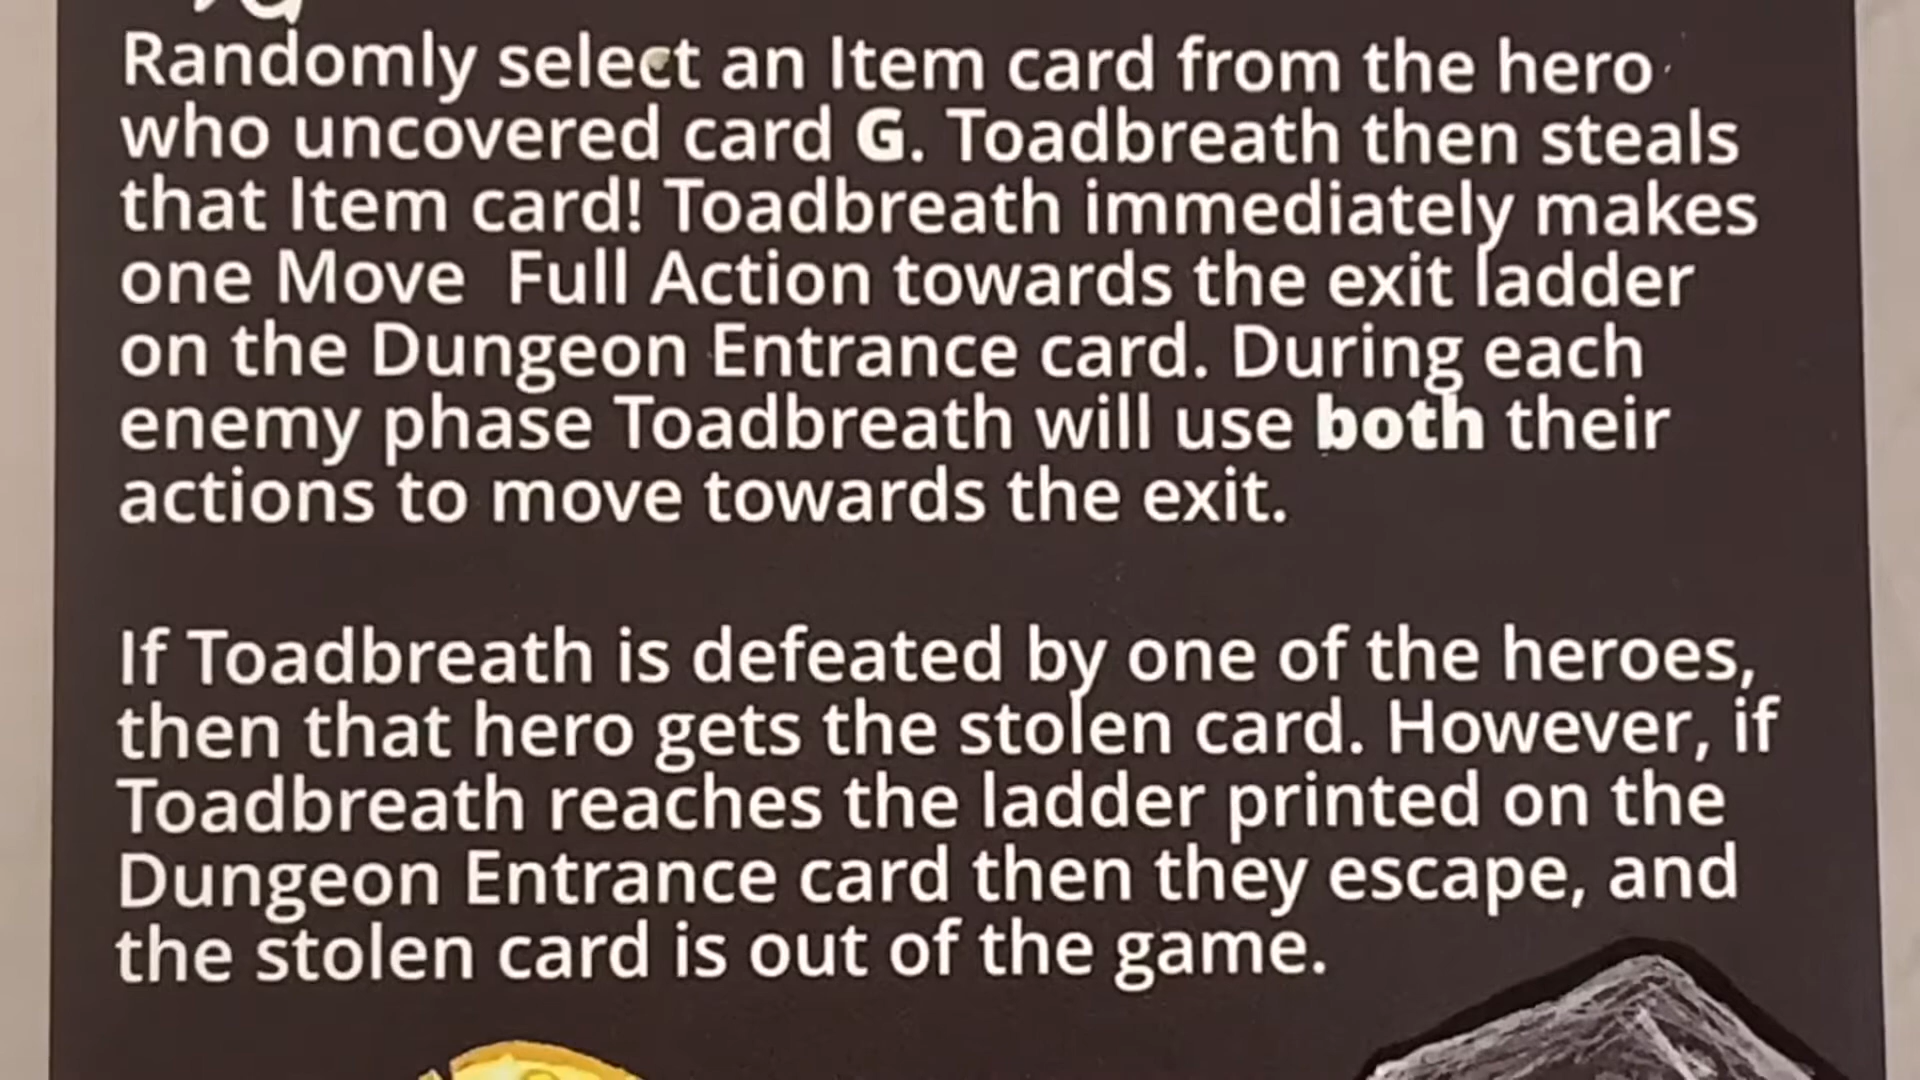 Randomly select an Item card from the hero
who uncovered card G. Toadbreath then steals
that Item card! Toadbreath immediately makes
one Move  Full Action towards the exit ladder
on the Dungeon Entrance card. During each
enemy phase Toadbreath will use both their
actions to move towards the exit.
If Toadbreath is defeated by one of the heroes,
then that hero gets the stolen card. However, if
Toadbreath reaches the ladder printed on the
Dungeon Entrance card then they escape, and
the stolen card is out of the game.